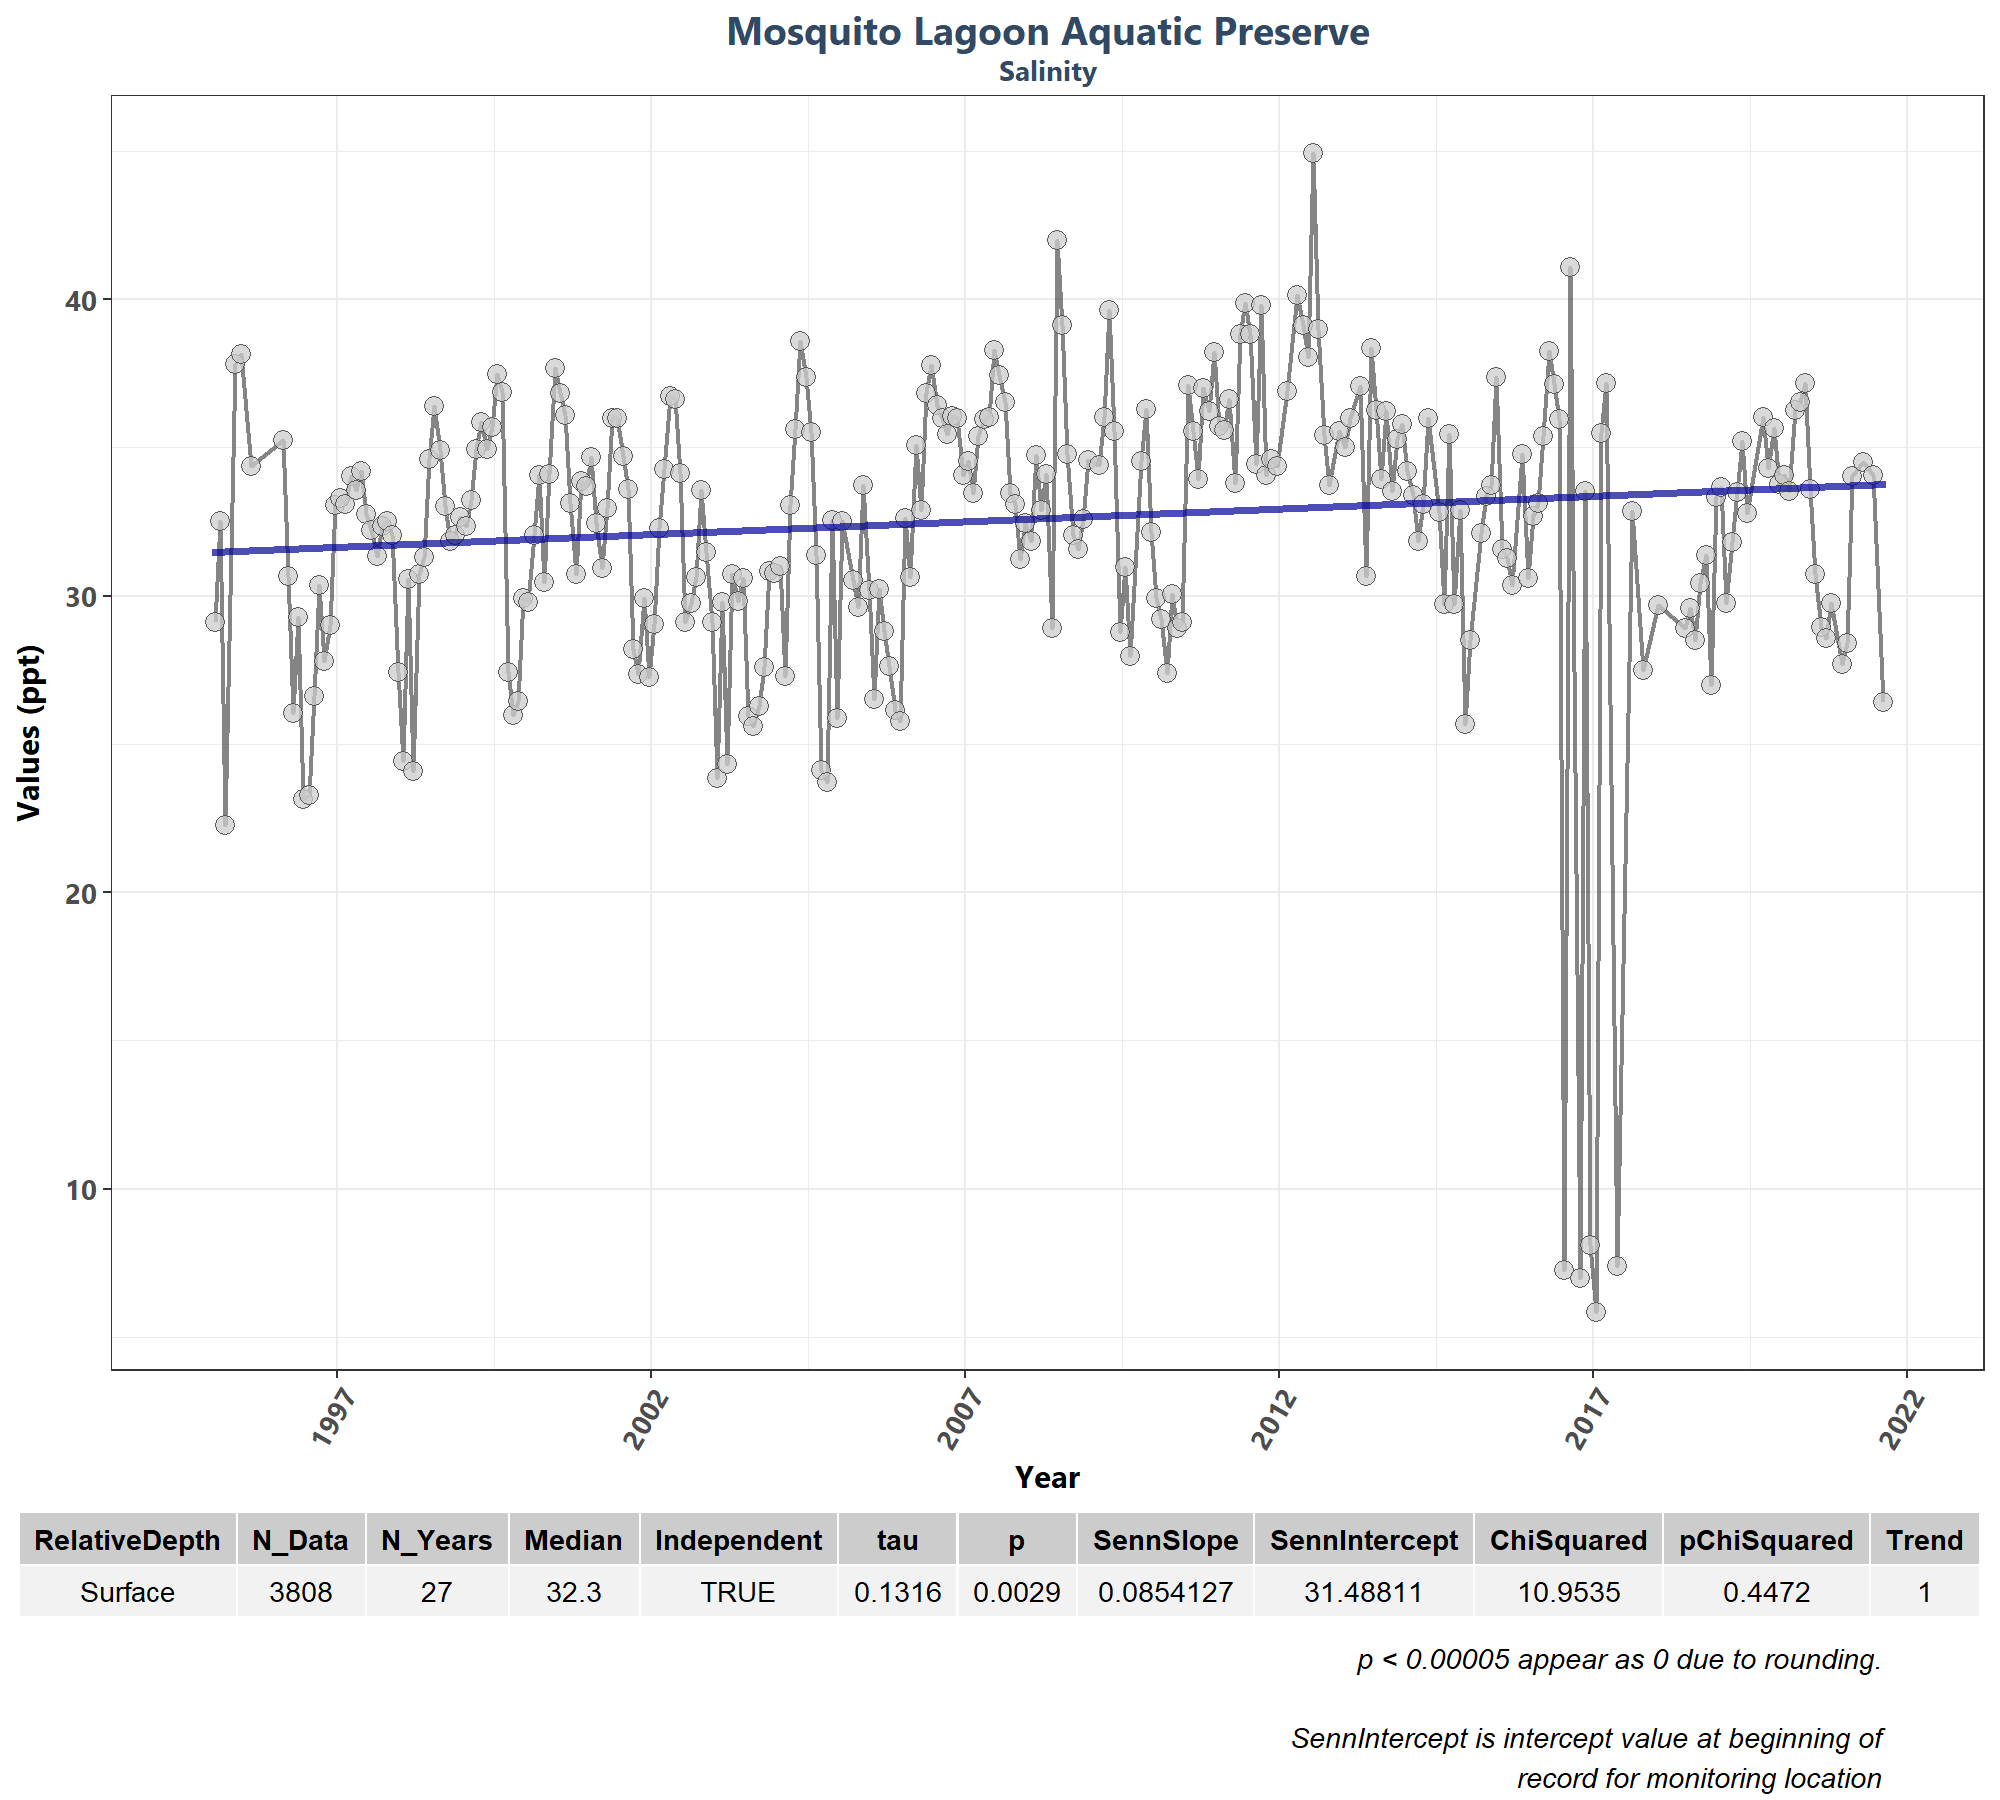 Mosquito Lagoon Aquatic Preserve
Salinity
Values (ppt)
40
30
20
10
1997 2002 2007 2012 2017 2022
Year
RelativeDepth N_Data N_Years Median Independent tau p SennSlope SennIntercept ChiSquared pChiSquared Trend
Surface 3808 27 32.3 TRUE 0.1316 0.0029 0.0854127 31.48811 10.9535 0.4472 1
p < 0.00005 appear as 0 due to rounding.
SennIntercept is intercept value at beginning of
record for monitoring location